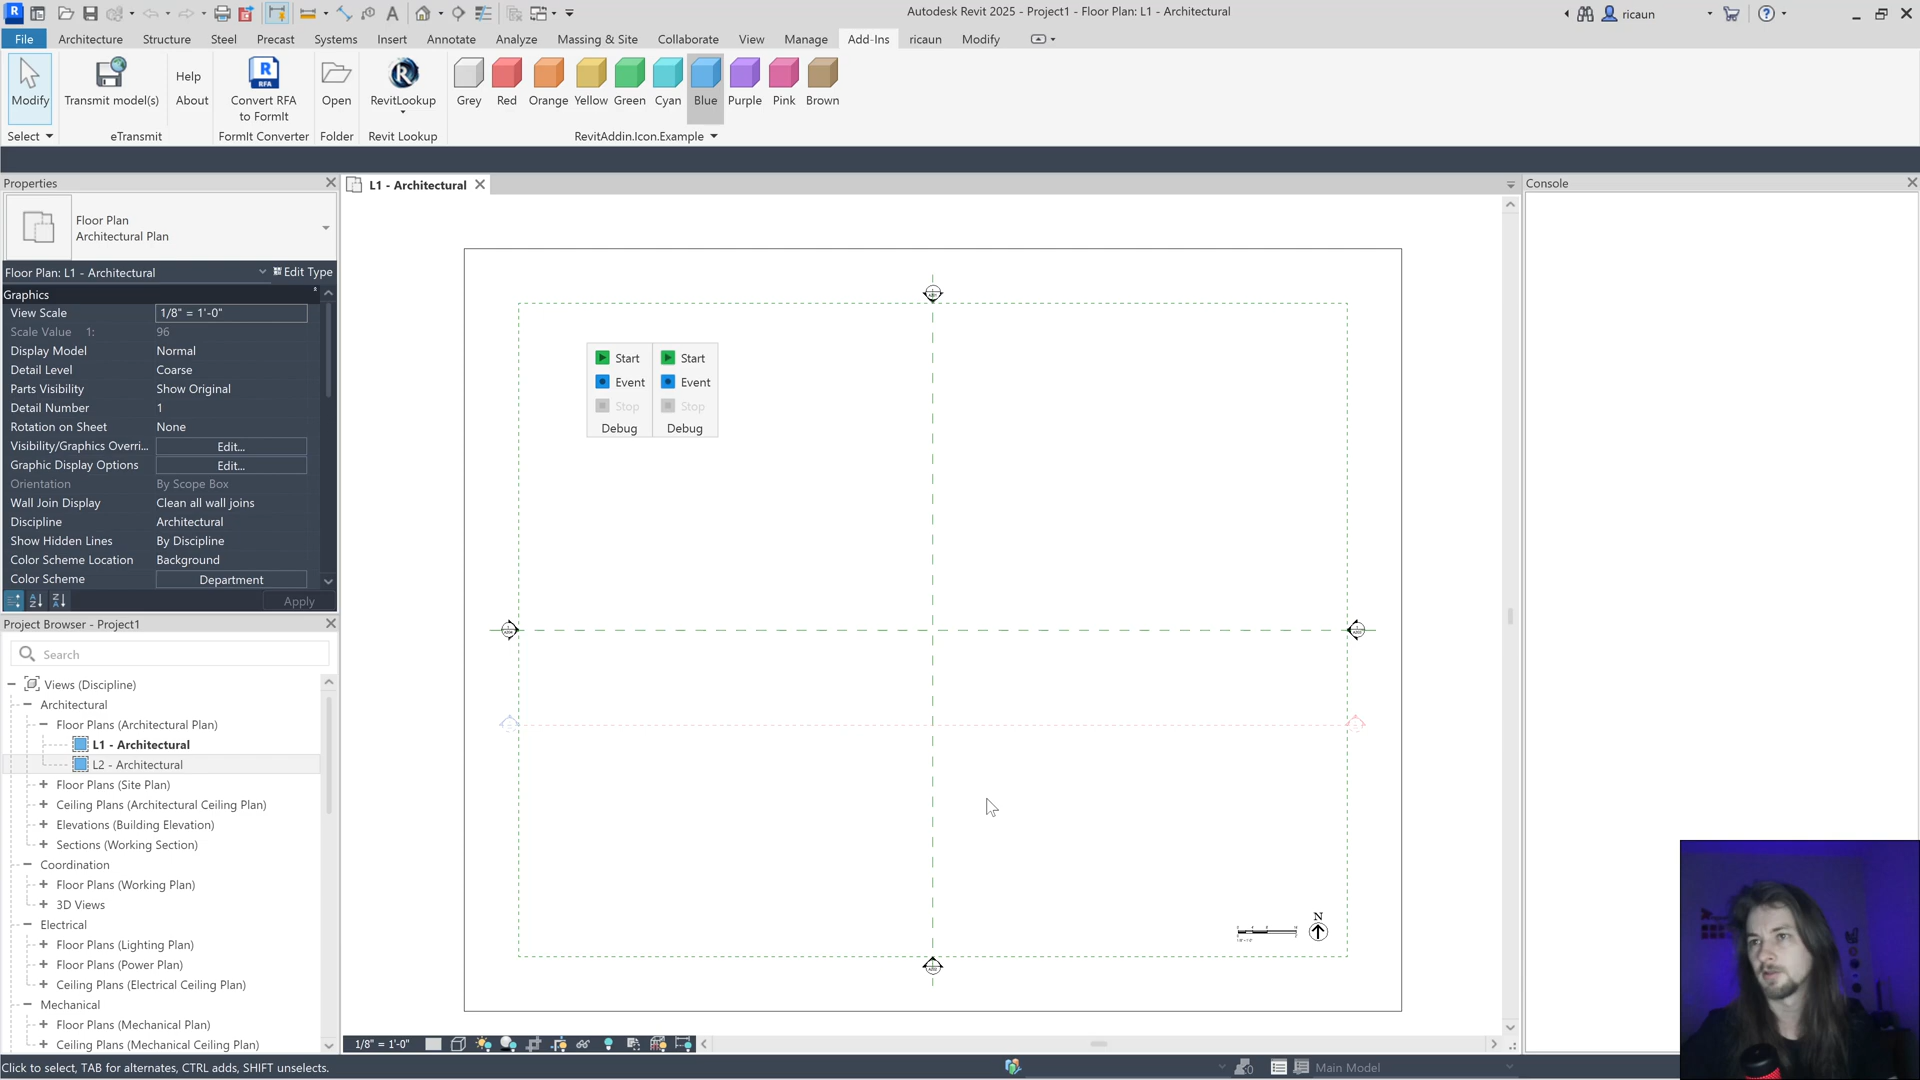 Autodesk Revit 2025 - Project1 - Floor Plan: L1 - Architectural
ricaun
File Architecture Structure Steel Precast Systems Insert Annotate Analyze Massing & Site Collaborate View Manage Add-Ins ricaun Modify
Modify
Transmit model(s)
Help
About
Convert RFA
to FormIt
Open
RevitLookup
Grey Red Orange Yellow Green Cyan Blue Purple Pink Brown
Select eTransmit FormIt Converter Folder Revit Lookup RevitAddin.Icon.Example
Properties
Floor Plan
Architectural Plan
Floor Plan: L1 - Architectural Edit Type
Graphics
View Scale 1/8" = 1'-0"
Scale Value 1: 96
Display Model Normal
Detail Level Coarse
Parts Visibility Show Original
Detail Number 1
Rotation on Sheet None
Visibility/Graphics Overri... Edit...
Graphic Display Options Edit...
Orientation By Scope Box
Wall Join Display Clean all wall joins
Discipline Architectural
Show Hidden Lines By Discipline
Color Scheme Location Background
Color Scheme Department
Apply
Project Browser - Project1
Search
Views (Discipline)
Architectural
Floor Plans (Architectural Plan)
L1 - Architectural
L2 - Architectural
Floor Plans (Site Plan)
Ceiling Plans (Architectural Ceiling Plan)
Elevations (Building Elevation)
Sections (Working Section)
Coordination
Floor Plans (Working Plan)
3D Views
Electrical
Floor Plans (Lighting Plan)
Floor Plans (Power Plan)
Ceiling Plans (Electrical Ceiling Plan)
Mechanical
Floor Plans (Mechanical Plan)
Ceiling Plans (Mechanical Ceiling Plan)
L1 - Architectural
Start Start
Event Event
Stop Stop
Debug Debug
N
1/8" = 1'-0"
Console
Click to select, TAB for alternates, CTRL adds, SHIFT unselects.
Main Model